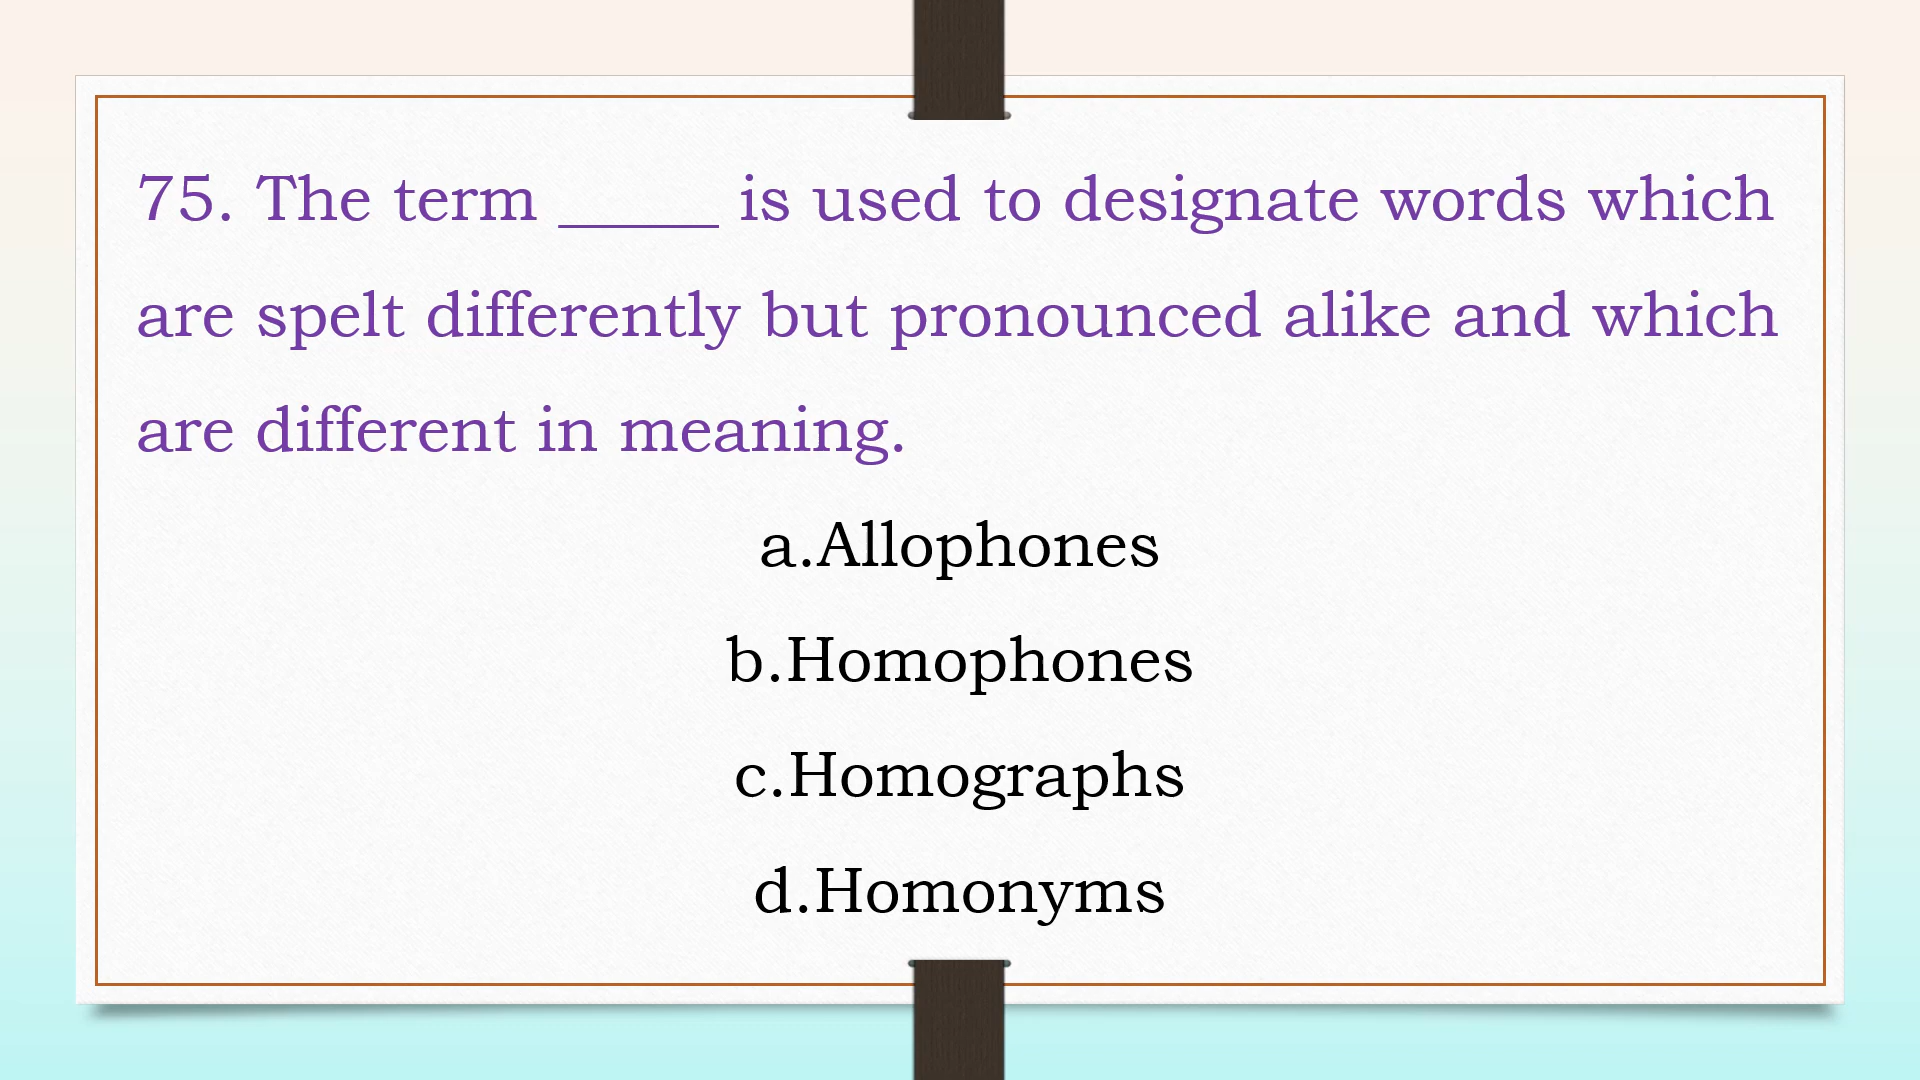 75. The term _____ is used to designate words which
are spelt differently but pronounced alike and which
are different in meaning.
a.Allophones
b.Homophones
c.Homographs
d.Homonyms